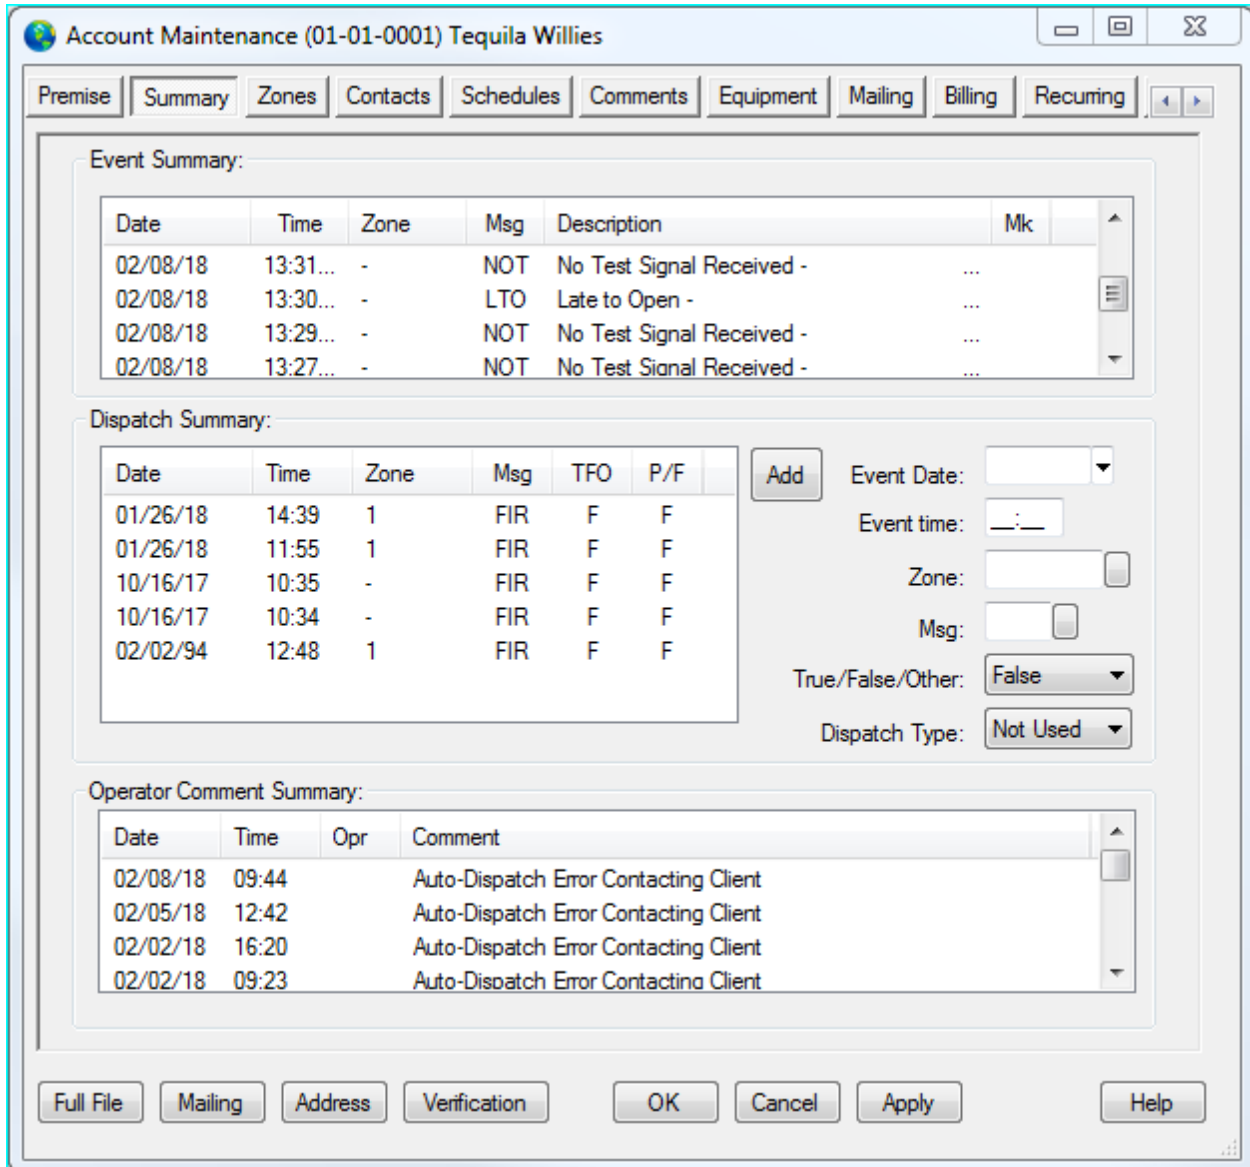 Account Maintenance (01-01-0001) Tequila Willies
Premise Summary Zones Contacts Schedules Comments Equipment Mailing Billing Recurring
Event Summary:
Date Time Zone Msg Description Mk
02/08/18 13:31... - NOT No Test Signal Received - ...
02/08/18 13:30... - LTO Late to Open - ...
02/08/18 13:29... - NOT No Test Signal Received - ...
02/08/18 13:27... - NOT No Test Signal Received - ...
Dispatch Summary:
Date Time Zone Msg TFO P/F
01/26/18 14:39 1 FIR F F
01/26/18 11:55 1 FIR F F
10/16/17 10:35 - FIR F F
10/16/17 10:34 - FIR F F
02/02/94 12:48 1 FIR F F
Add
Event Date:
Event time: __:__
Zone:
Msg:
True/False/Other: False
Dispatch Type: Not Used
Operator Comment Summary:
Date Time Opr Comment
02/08/18 09:44 Auto-Dispatch Error Contacting Client
02/05/18 12:42 Auto-Dispatch Error Contacting Client
02/02/18 16:20 Auto-Dispatch Error Contacting Client
02/02/18 09:23 Auto-Dispatch Error Contacting Client
Full File Mailing Address Verification OK Cancel Apply Help